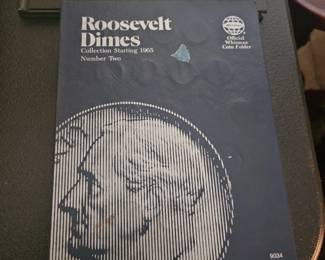 Roosevelt
Dimes
Collection Starting 1965
Number Two
Official
Whitman
Coin Folder
9034